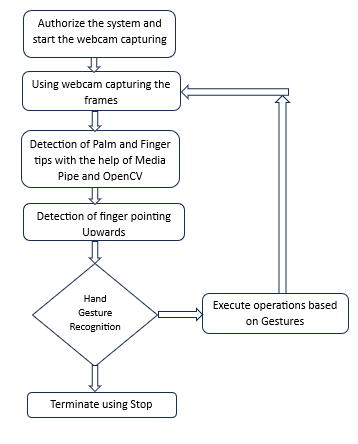 Authorize the system and
start the webcam capturing
Using webcam capturing the
frames
Detection of Palm and Finger
tips with the help of Media
Pipe and OpenCV
Detection of finger pointing
Upwards
Hand
Gesture
Recognition
Execute operations based
on Gestures
Terminate using Stop